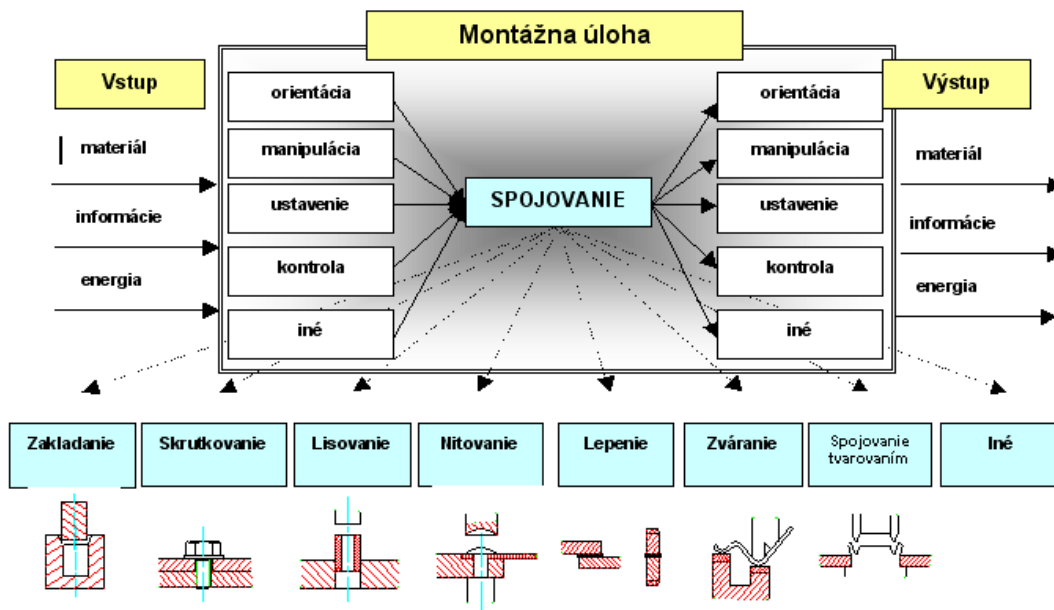 Montážna úloha
Vstup
Výstup
materiál
informácie
energia
orientácia
manipulácia
ustavenie
kontrola
iné
SPOJOVANIE
orientácia
manipulácia
ustavenie
kontrola
iné
materiál
informácie
energia
Zakladanie
Skrutkovanie
Lisovanie
Nitovanie
Lepenie
Zváranie
Spojovanie
tvarovaním
Iné